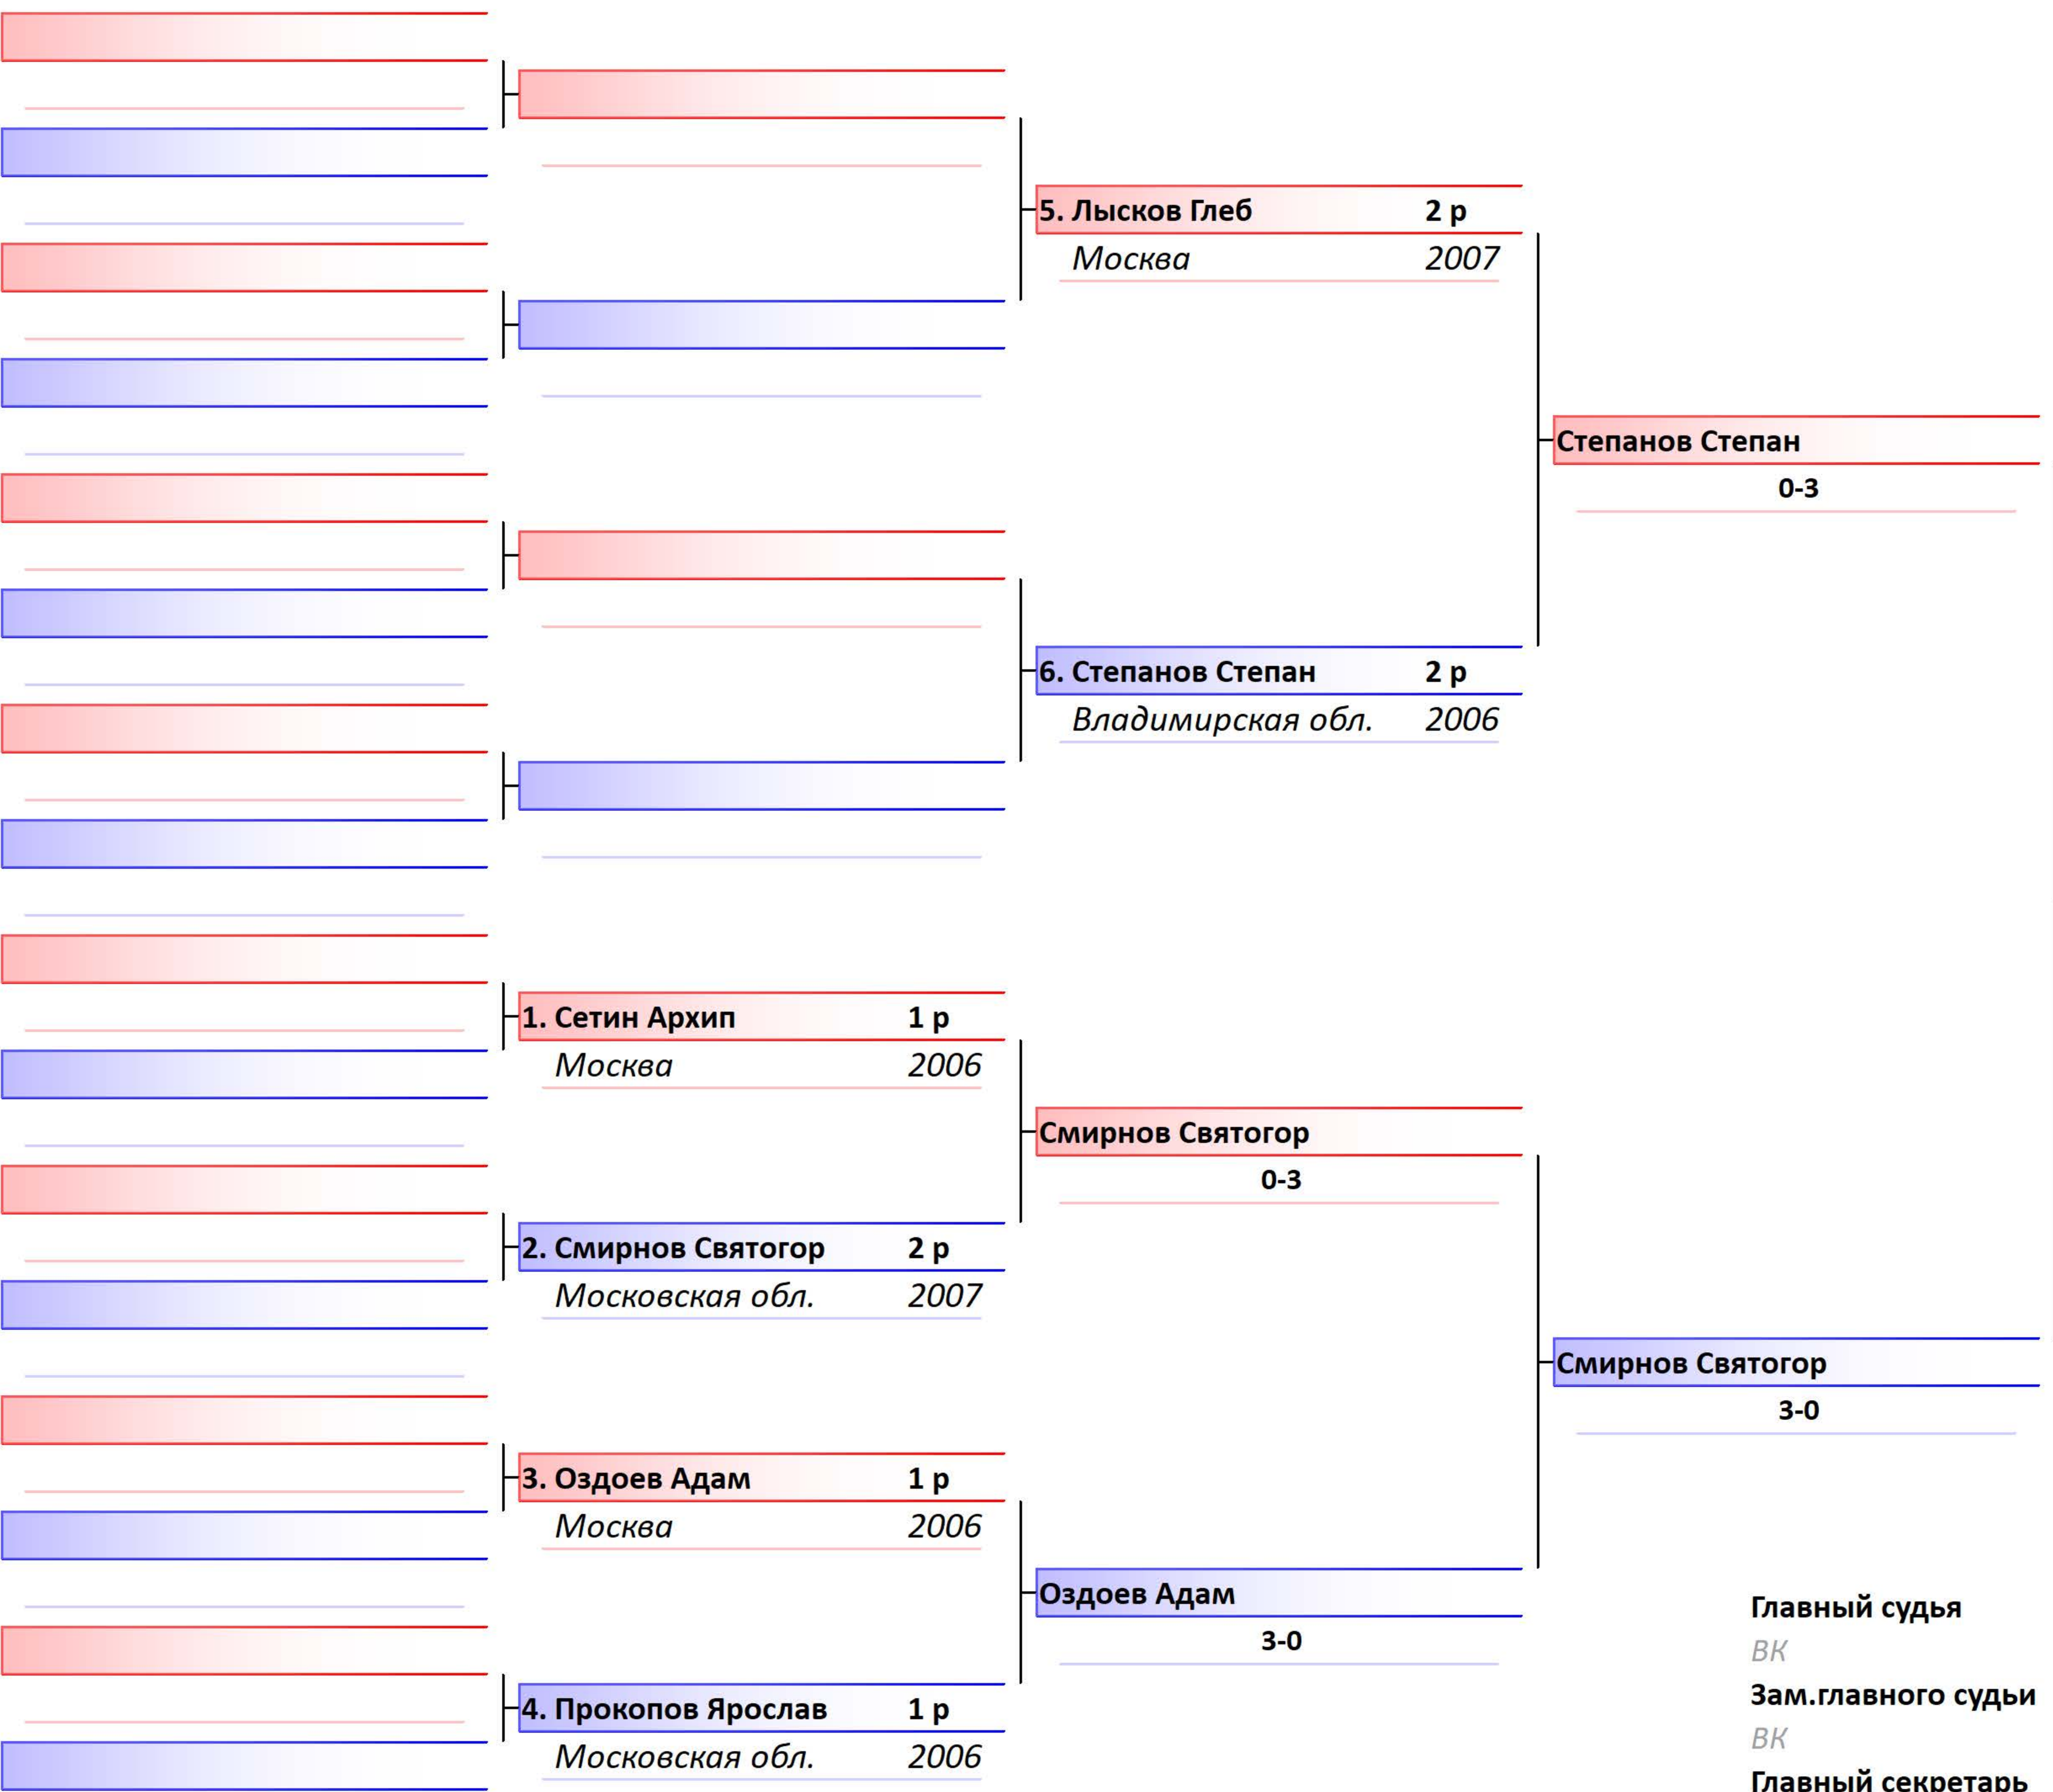 5. Лысков Глеб 2 р
Москва 2007
Степанов Степан
0-3
6. Степанов Степан 2 р
Владимирская обл. 2006
1. Сетин Архип 1 р
Москва 2006
Смирнов Святогор
0-3
2. Смирнов Святогор 2 р
Московская обл. 2007
Смирнов Святогор
3-0
3. Оздоев Адам 1 р
Москва 2006
Оздоев Адам
3-0
4. Прокопов Ярослав 1 р
Московская обл. 2006
Главный судья
ВК
Зам.главного судьи
ВК
Главный секретарь